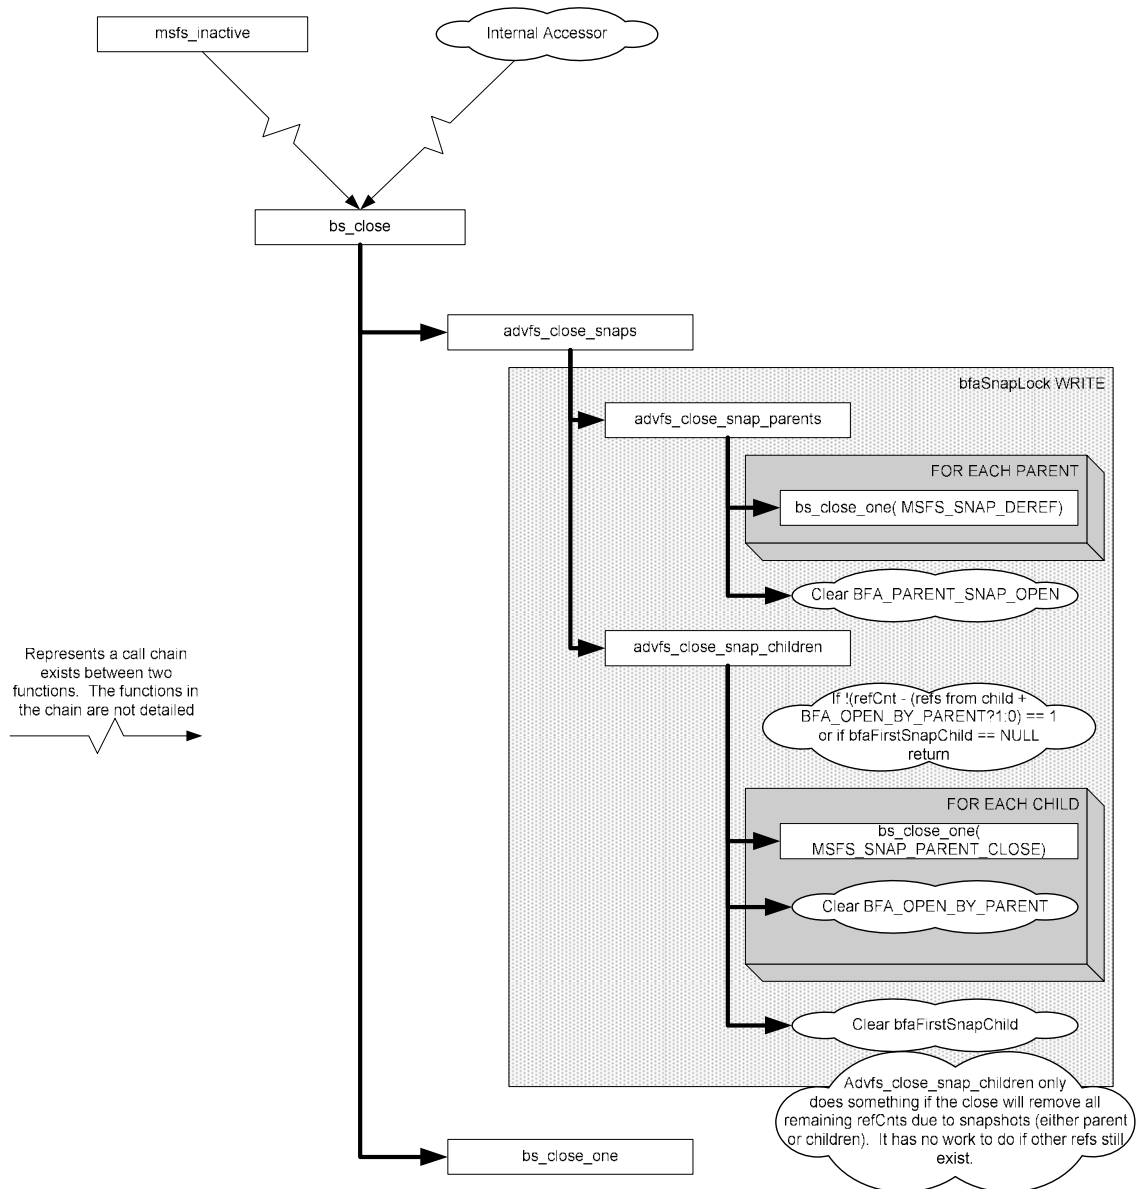 msfs_inactive
Internal Accessor
bs_close
advfs_close_snaps
bfaSnapLock WRITE
advfs_close_snap_parents
FOR EACH PARENT
bs_close_one( MSFS_SNAP_DEREF)
Clear BFA_PARENT_SNAP_OPEN
advfs_close_snap_children
Represents a call chain
exists between two
functions.  The functions in
the chain are not detailed
If !(refCnt - (refs from child +
BFA_OPEN_BY_PARENT?1:0) == 1
or if bfaFirstSnapChild == NULL
return
FOR EACH CHILD
bs_close_one(
MSFS_SNAP_PARENT_CLOSE)
Clear BFA_OPEN_BY_PARENT
Clear bfaFirstSnapChild
Advfs_close_snap_children only
does something if the close will remove all
remaining refCnts due to snapshots (either parent
or children).  It has no work to do if other refs still
exist.
bs_close_one